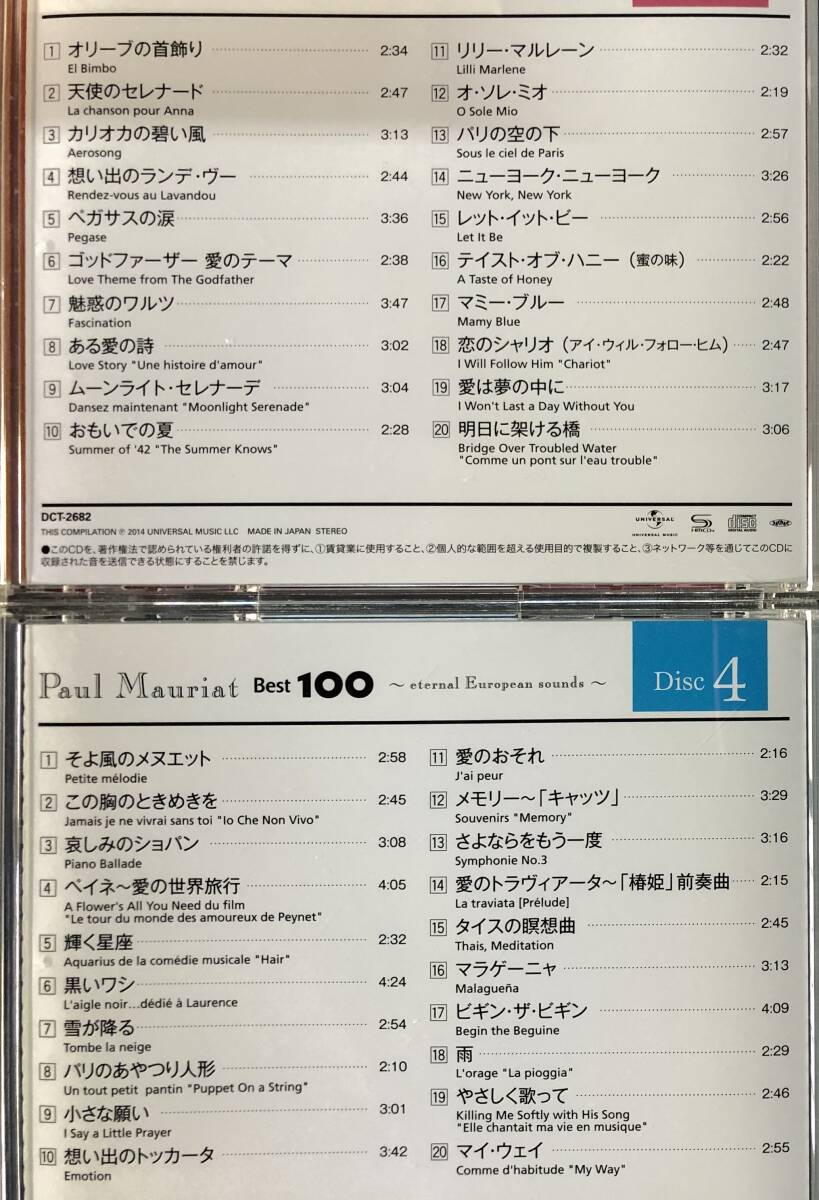 1 オリーブの首飾り 2:34
El Bimbo
2 天使のセレナード 2:47
La chanson pour Anna
3 カリオカの碧い風 3:13
Aerosong
4 想い出のランデ・ヴー 2:44
Rendez-vous au Lavandou
5 ペガサスの涙 3:36
Pegase
6 ゴッドファーザー 愛のテーマ 2:38
Love Theme from The Godfather
7 魅惑のワルツ 3:47
Fascination
8 ある愛の詩 3:02
Love Story "Une histoire d'amour"
9 ムーンライト・セレナーデ 3:04
Dansez maintenant "Moonlight Serenade"
10 おもいでの夏 2:28
Summer of '42 "The Summer Knows"
11 リリー・マルレーン 2:32
Lilli Marlene
12 オ・ソレ・ミオ 2:19
O Sole Mio
13 パリの空の下 2:57
Sous le ciel de Paris
14 ニューヨーク・ニューヨーク 3:26
New York, New York
15 レット・イット・ビー 2:56
Let It Be
16 テイスト・オブ・ハニー（蜜の味） 2:22
A Taste of Honey
17 マミー・ブルー 2:48
Mamy Blue
18 恋のシャリオ（アイ・ウィル・フォロー・ヒム） 2:47
I Will Follow Him "Chariot"
19 愛は夢の中に 3:17
I Won't Last a Day Without You
20 明日に架ける橋 3:06
Bridge Over Troubled Water
"Comme un pont sur l'eau trouble"
DCT-2682
THIS COMPILATION ℗ 2014 UNIVERSAL MUSIC LLC MADE IN JAPAN STEREO
UNIVERSAL
UNIVERSAL MUSIC
SHM-CD
COMPACT disc DIGITAL AUDIO
●このCDを、著作権法で認められている権利者の許諾を得ずに、①賃貸業に使用すること、②個人的な範囲を超える使用目的で複製すること、③ネットワーク等を通じてこのCDに
収録された音を送信できる状態にすることを禁じます。
Paul Mauriat Best 100 ～ eternal European sounds ～ Disc 4
1 そよ風のメヌエット 2:58
Petite mélodie
2 この胸のときめきを 2:45
Jamais je ne vivrai sans toi "Io Che Non Vivo"
3 哀しみのショパン 3:08
Piano Ballade
4 ペイネ～愛の世界旅行 4:05
A Flower's All You Need du film
"Le tour du monde des amoureux de Peynet"
5 輝く星座 2:32
Aquarius de la comédie musicale "Hair"
6 黒いワシ 4:24
L'aigle noir...dédié à Laurence
7 雪が降る 2:54
Tombe la neige
8 パリのあやつり人形 2:10
Un tout petit pantin "Puppet On a String"
9 小さな願い 3:01
I Say a Little Prayer
10 想い出のトッカータ 3:42
Emotion
11 愛のおそれ 2:16
J'ai peur
12 メモリー～「キャッツ」 3:29
Souvenirs "Memory"
13 さよならをもう一度 3:16
Symphonie No.3
14 愛のトラヴィアータ～「椿姫」前奏曲 2:15
La traviata [Prélude]
15 タイスの瞑想曲 2:45
Thais, Meditation
16 マラゲーニャ 3:13
Malagueña
17 ビギン・ザ・ビギン 4:09
Begin the Beguine
18 雨 2:29
L'orage "La pioggia"
19 やさしく歌って 2:46
Killing Me Softly with His Song
"Elle chantait ma vie en musique"
20 マイ・ウェイ 2:55
Comme d'habitude "My Way"